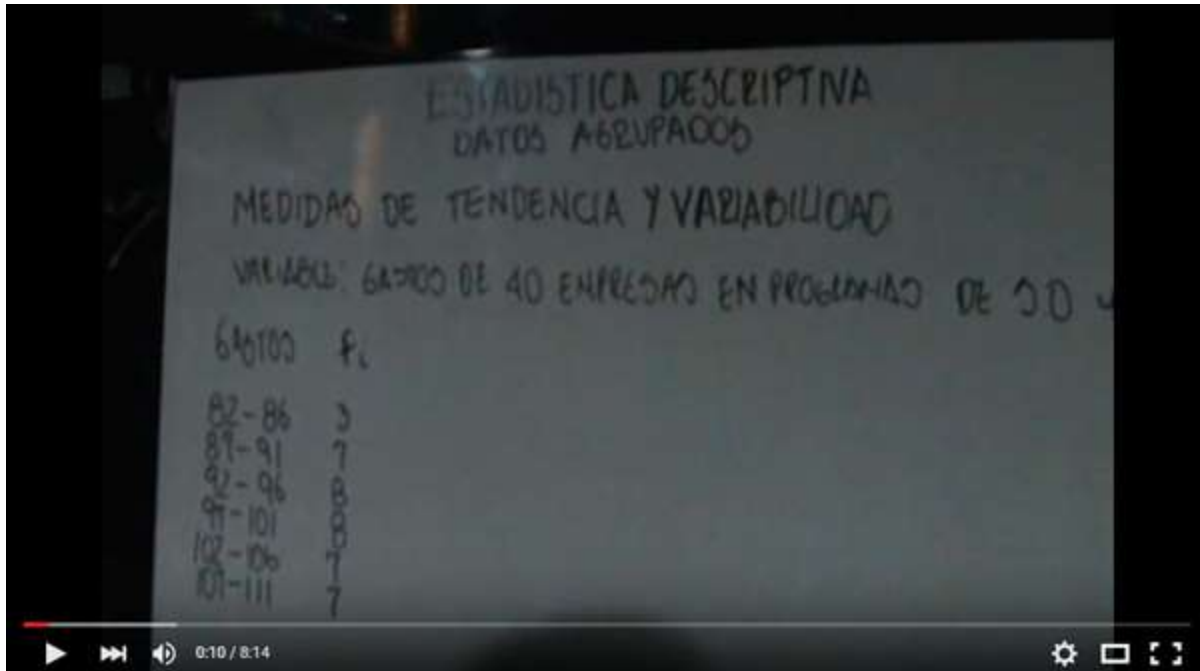 ESTADISTICA DESCRIPTIVA
DATOS AGRUPADOS
MEDIDAS DE TENDENCIA Y VARIABILIDAD
VARIABLE: GASTOS DE 40 EMPRESAS EN PROGRAMAS DE SO
GASTOS fi
82-86 3
87-91 7
92-96 8
97-101 8
102-106 7
107-111 7
0:10 / 8:14